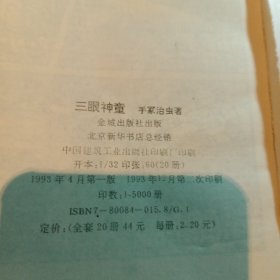 三眼神童 手冢治虫著
金城出版社出版
北京新华书店总经销
中国建筑工业出版社印刷厂印刷
开本:1/32印张:60(20册)
1993年4月第一版 1993年12月第 次印刷
印数:1-5000册
ISBN7-80084-015.8/G.1
定价:(全套20册44元 每册:2.20元)